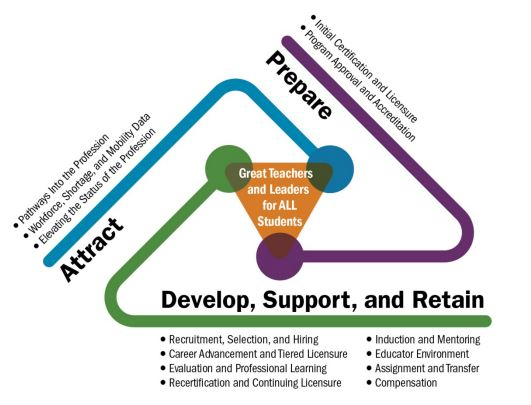 Prepare
• Initial Certification and Licensure
• Program Approval and Accreditation
Attract
• Pathways Into the Profession
• Workforce, Shortage, and Mobility Data
• Elevating the Status of the Profession
Great Teachers
and Leaders
for ALL
Students
Develop, Support, and Retain
• Recruitment, Selection, and Hiring
• Career Advancement and Tiered Licensure
• Evaluation and Professional Learning
• Recertification and Continuing Licensure
• Induction and Mentoring
• Educator Environment
• Assignment and Transfer
• Compensation